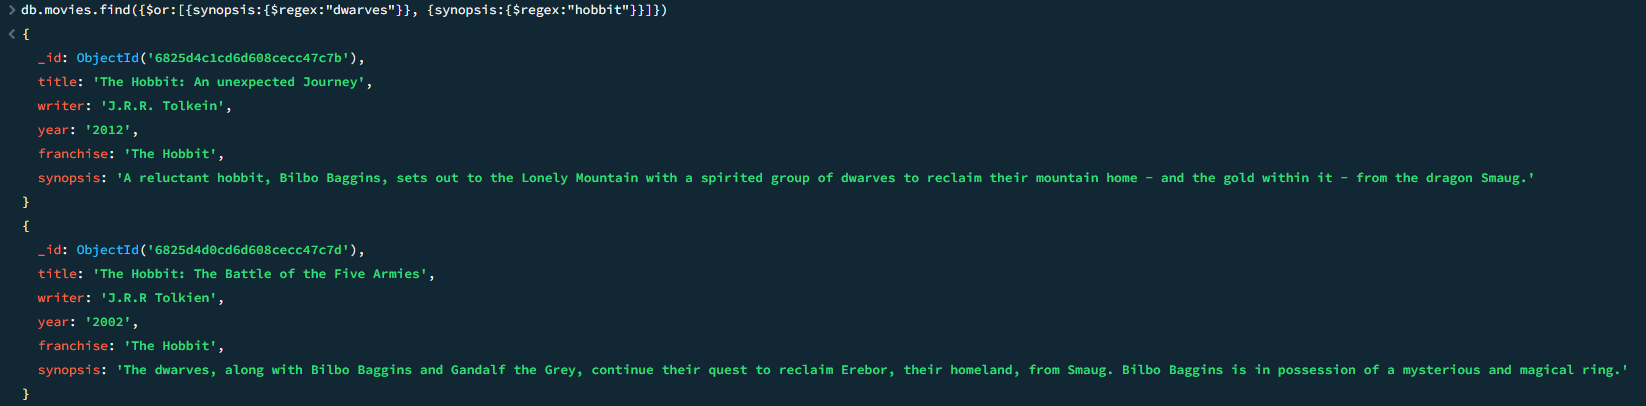 > db.movies.find({$or:[{synopsis:{$regex:"dwarves"}}, {synopsis:{$regex:"hobbit"}}]})
< {
_id: ObjectId('6825d4c1cd6d608cecc47c7b'),
title: 'The Hobbit: An unexpected Journey',
writer: 'J.R.R. Tolkein',
year: '2012',
franchise: 'The Hobbit',
synopsis: 'A reluctant hobbit, Bilbo Baggins, sets out to the Lonely Mountain with a spirited group of dwarves to reclaim their mountain home - and the gold within it - from the dragon Smaug.'
}
{
_id: ObjectId('6825d4d0cd6d608cecc47c7d'),
title: 'The Hobbit: The Battle of the Five Armies',
writer: 'J.R.R Tolkien',
year: '2002',
franchise: 'The Hobbit',
synopsis: 'The dwarves, along with Bilbo Baggins and Gandalf the Grey, continue their quest to reclaim Erebor, their homeland, from Smaug. Bilbo Baggins is in possession of a mysterious and magical ring.'
}